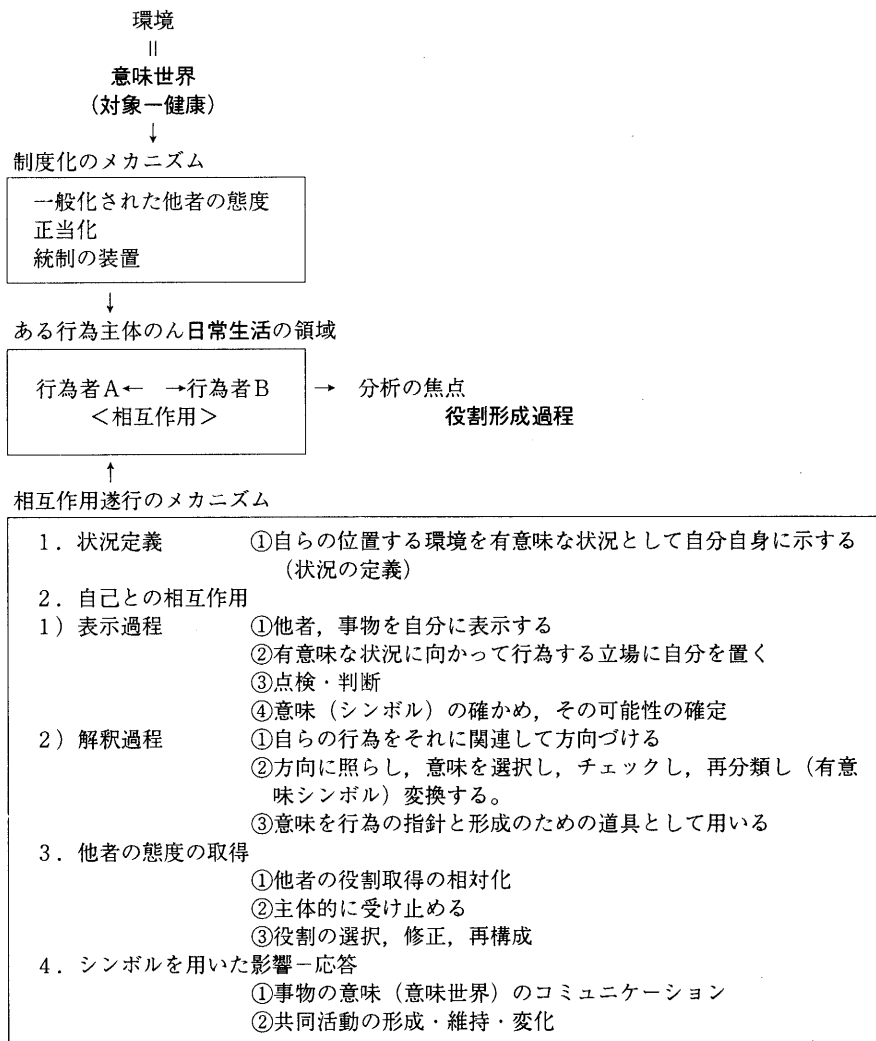 環境
॥
意味世界
(対象ー健康)
↓
制度化のメカニズム
一般化された他者の態度
正当化
統制の装置
↓
ある行為主体のん日常生活の領域
行為者A← →行為者B → 分析の焦点
＜相互作用＞ 役割形成過程
↑
相互作用遂行のメカニズム
1．状況定義 ①自らの位置する環境を有意味な状況として自分自身に示する
(状況の定義)
2．自己との相互作用
1）表示過程 ①他者，事物を自分に表示する
②有意味な状況に向かって行為する立場に自分を置く
③点検・判断
④意味（シンボル）の確かめ，その可能性の確定
2）解釈過程 ①自らの行為をそれに関連して方向づける
②方向に照らし，意味を選択し，チェックし，再分類し（有意
味シンボル）変換する。
③意味を行為の指針と形成のための道具として用いる
3．他者の態度の取得
①他者の役割取得の相対化
②主体的に受け止める
③役割の選択，修正，再構成
4．シンボルを用いた影響－応答
①事物の意味（意味世界）のコミュニケーション
②共同活動の形成・維持・変化